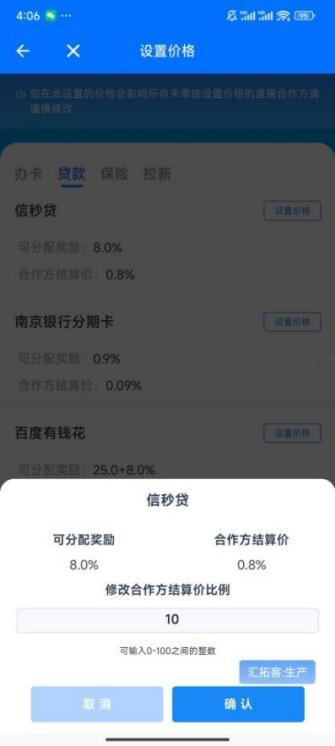 4:06
设置价格
您在此设置的价格会影响所有未单独设置价格的直属合作方请
谨慎修改
办卡 贷款 保险 拉新
信秒贷 设置价格
可分配奖励: 8.0%
合作方结算价: 0.8%
南京银行分期卡 设置价格
可分配奖励: 0.9%
合作方结算价: 0.09%
百度有钱花 设置价格
可分配奖励: 25.0+8.0%
信秒贷
可分配奖励 合作方结算价
8.0% 0.8%
修改合作方结算价比例
10
可输入0-100之间的整数
汇拓客:生产
取消 确认